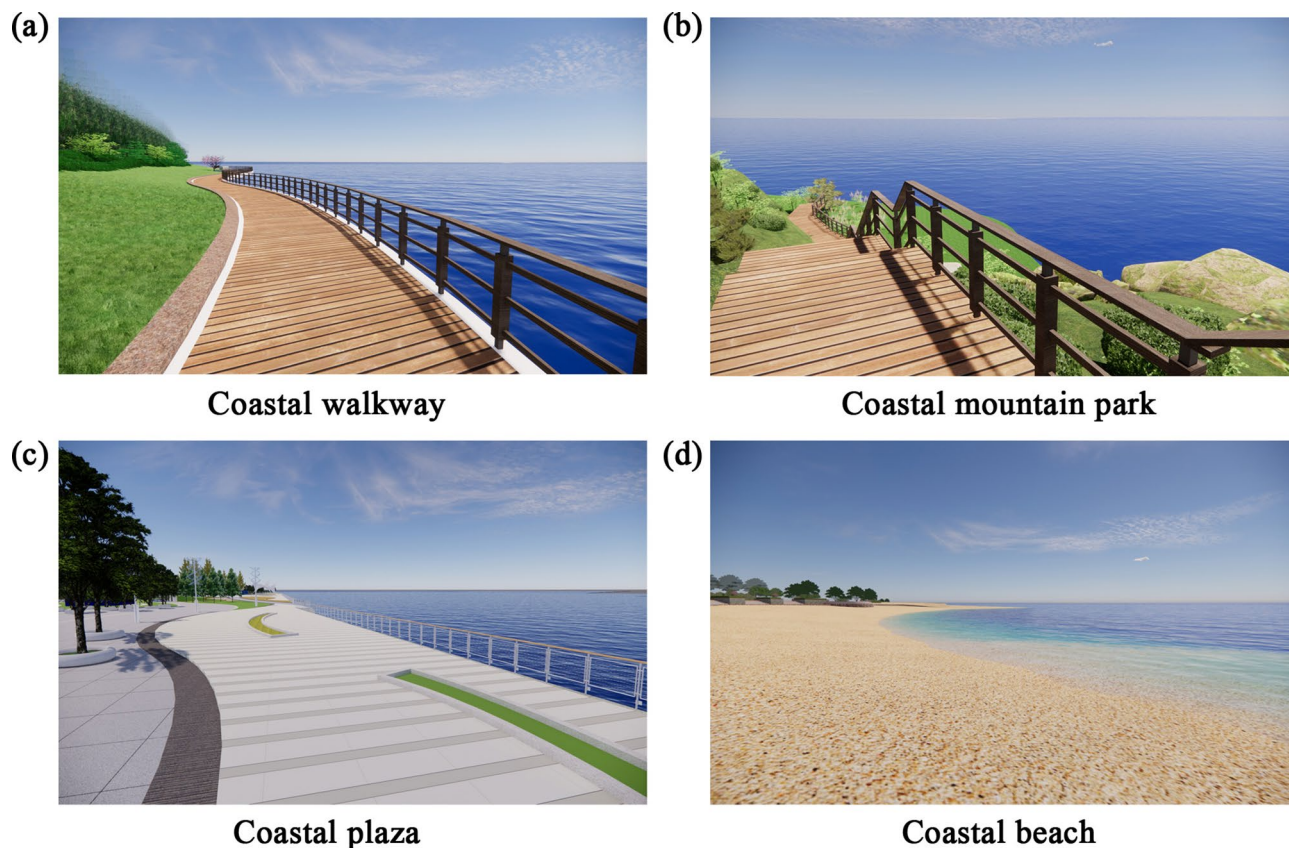 (a)
(b)
Coastal walkway
Coastal mountain park
(c)
(d)
Coastal plaza
Coastal beach